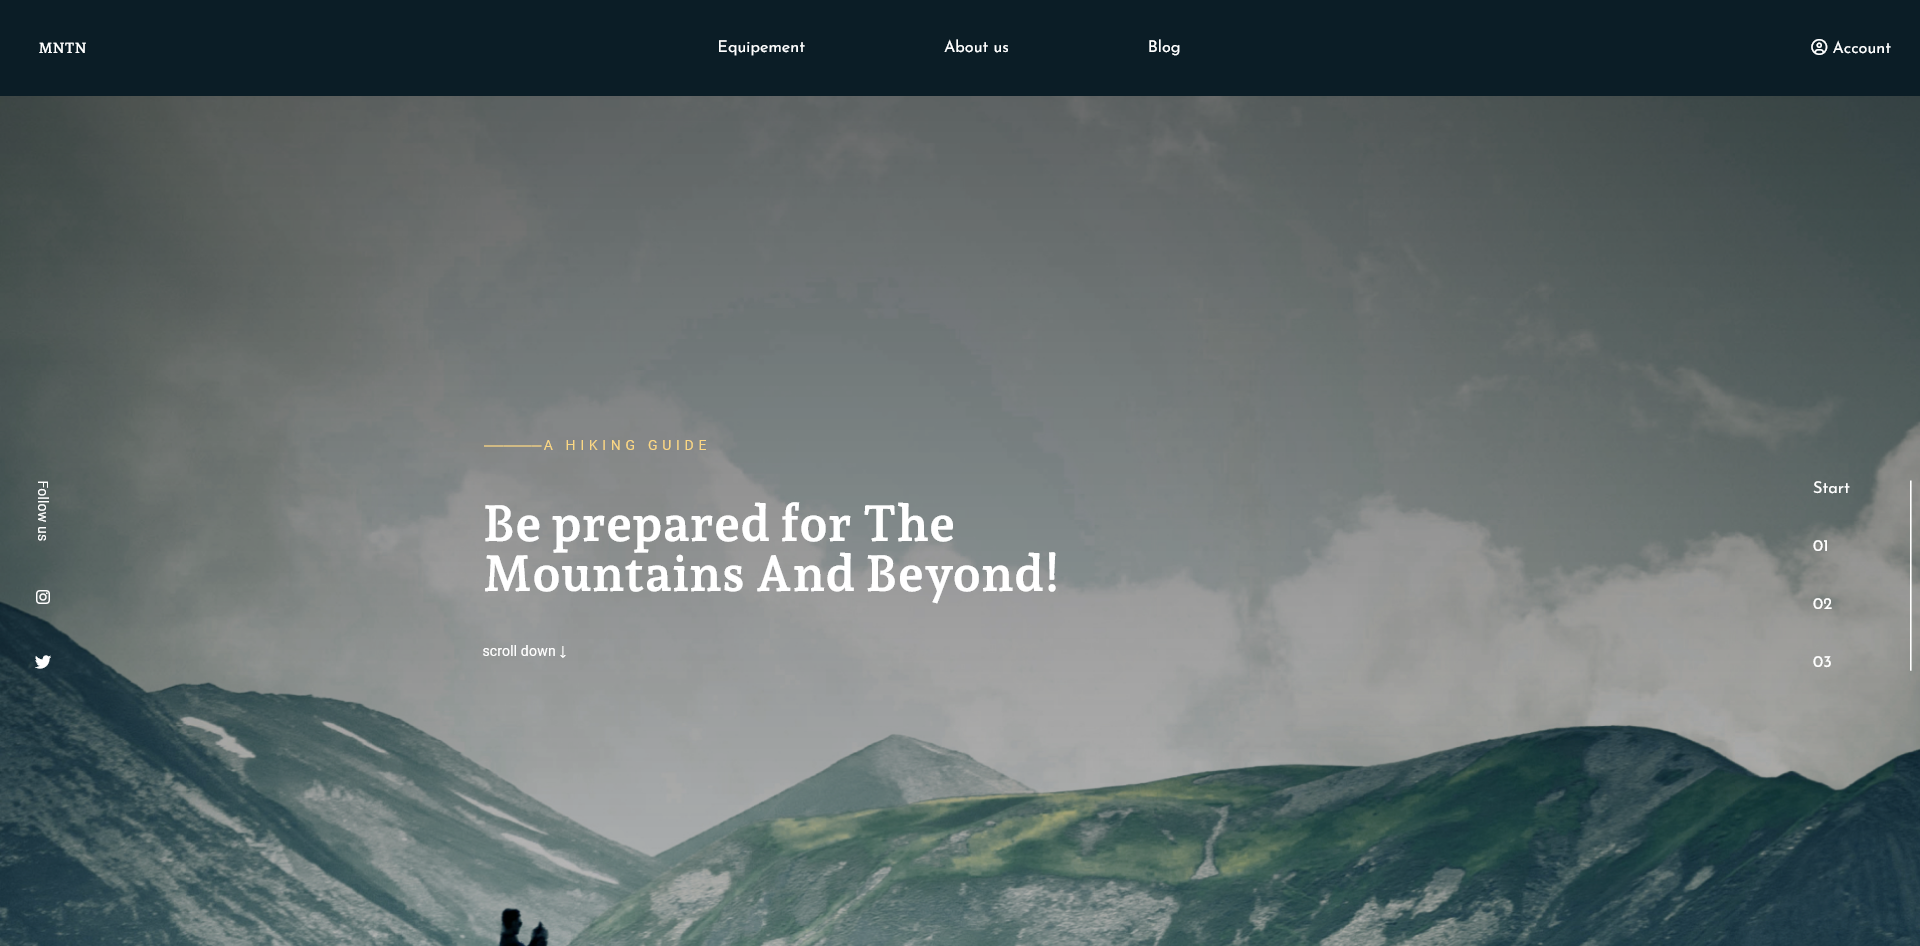 MNTN
Equipement
About us
Blog
Account
A HIKING GUIDE
Be prepared for The
Mountains And Beyond!
scroll down ↓
Follow us
Start
01
02
03